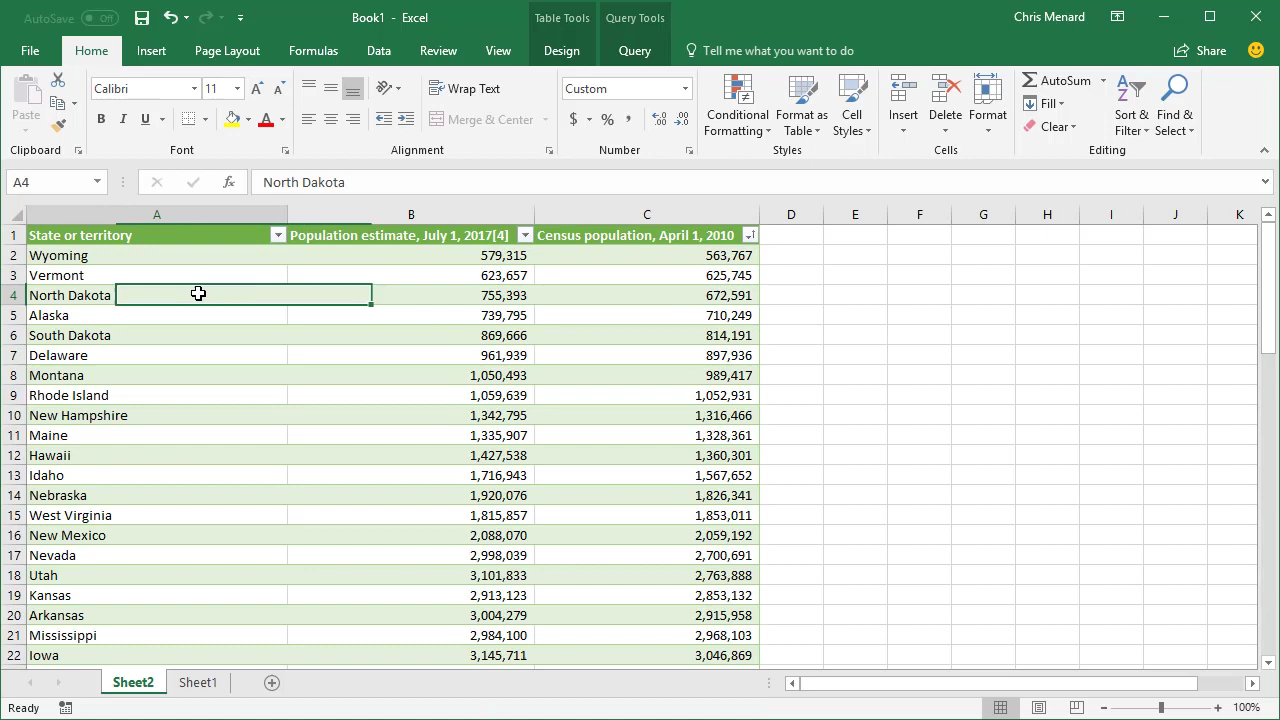 AutoSave Off Book1 - Excel Table Tools Query Tools Chris Menard
File Home Insert Page Layout Formulas Data Review View Design Query Tell me what you want to do Share
Paste
Clipboard
Calibri 11
B I U A
Font
Wrap Text
Merge & Center
Alignment
Custom
$ % ,
Number
Conditional Formatting
Format as Table
Cell Styles
Styles
Insert Delete Format
Cells
AutoSum
Fill
Clear
Sort & Filter
Find & Select
Editing
A4 fx North Dakota
A B C D E F G H I J K
1 State or territory Population estimate, July 1, 2017[4] Census population, April 1, 2010
2 Wyoming 579,315 563,767
3 Vermont 623,657 625,745
4 North Dakota 755,393 672,591
5 Alaska 739,795 710,249
6 South Dakota 869,666 814,191
7 Delaware 961,939 897,936
8 Montana 1,050,493 989,417
9 Rhode Island 1,059,639 1,052,931
10 New Hampshire 1,342,795 1,316,466
11 Maine 1,335,907 1,328,361
12 Hawaii 1,427,538 1,360,301
13 Idaho 1,716,943 1,567,652
14 Nebraska 1,920,076 1,826,341
15 West Virginia 1,815,857 1,853,011
16 New Mexico 2,088,070 2,059,192
17 Nevada 2,998,039 2,700,691
18 Utah 3,101,833 2,763,888
19 Kansas 2,913,123 2,853,132
20 Arkansas 3,004,279 2,915,958
21 Mississippi 2,984,100 2,968,103
22 Iowa 3,145,711 3,046,869
Sheet2 Sheet1
Ready 100%